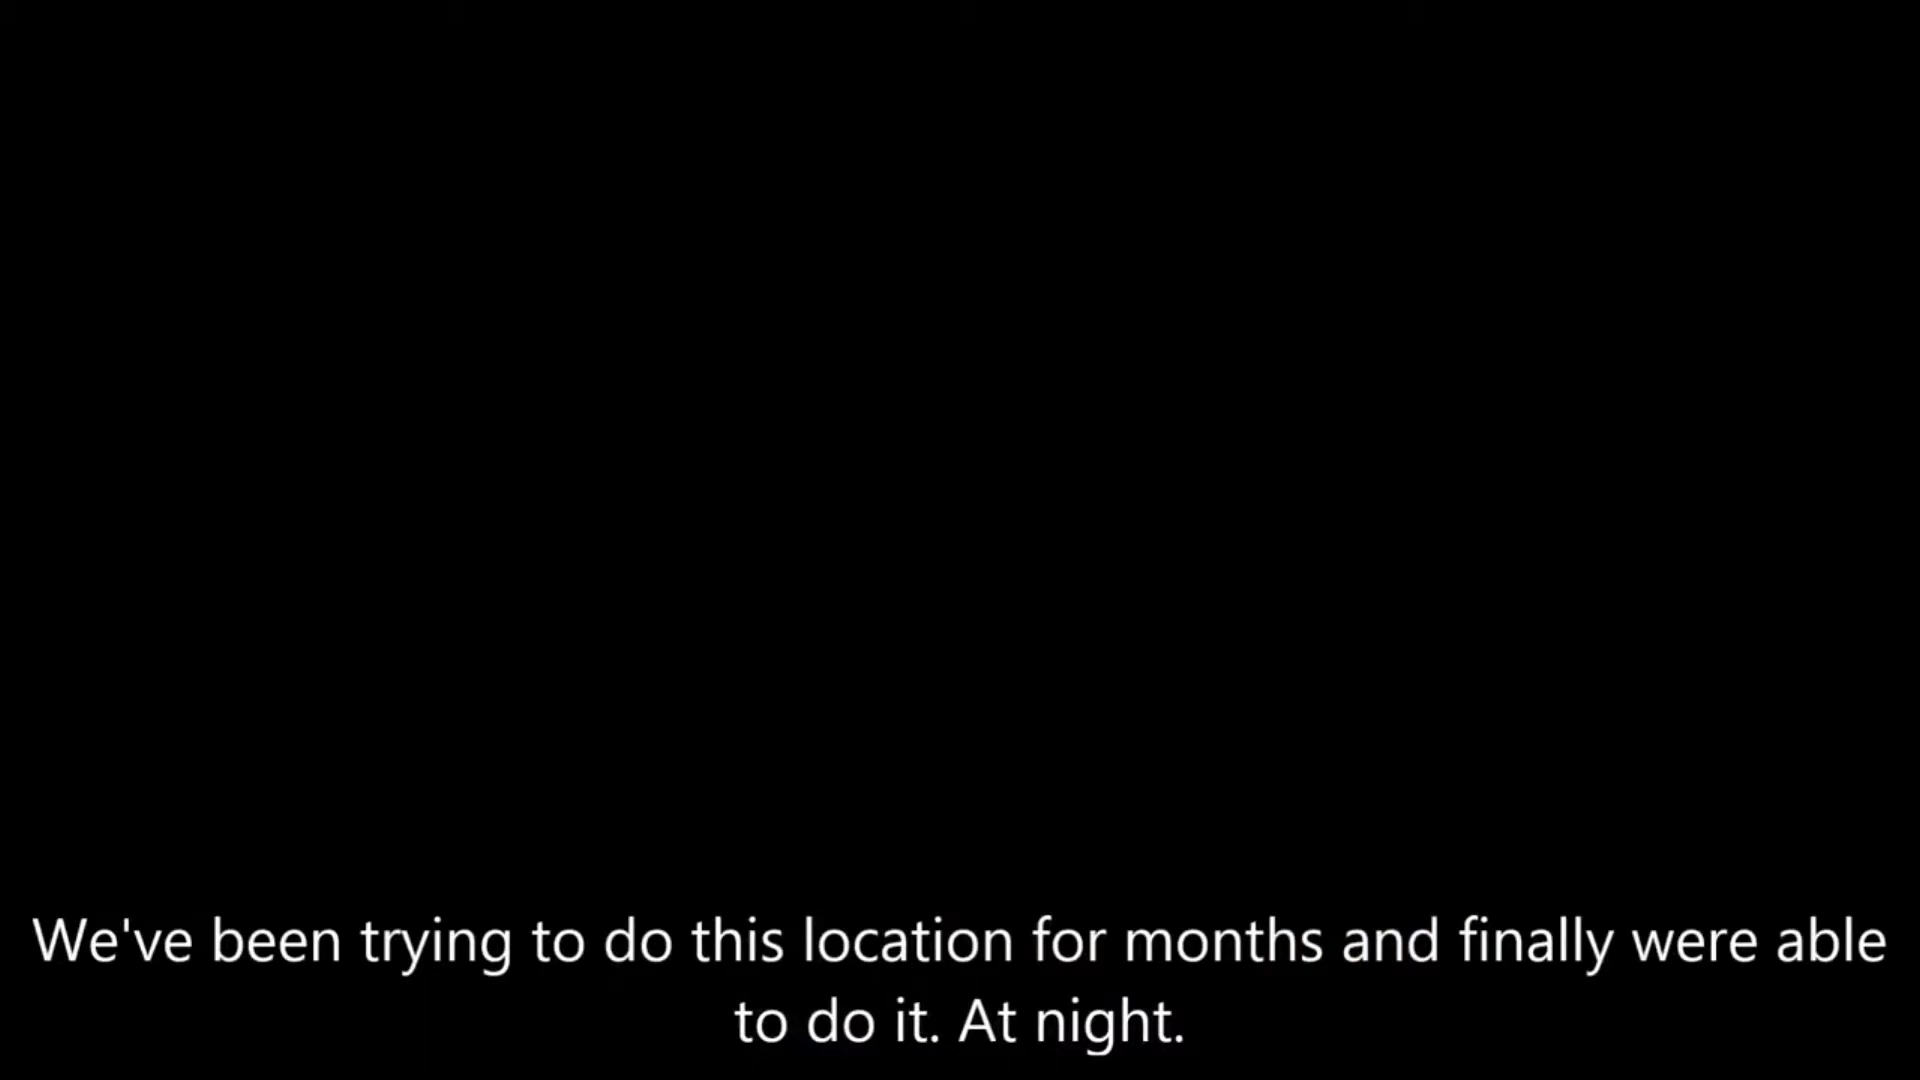 We've been trying to do this location for months and finally were able
to do it. At night.